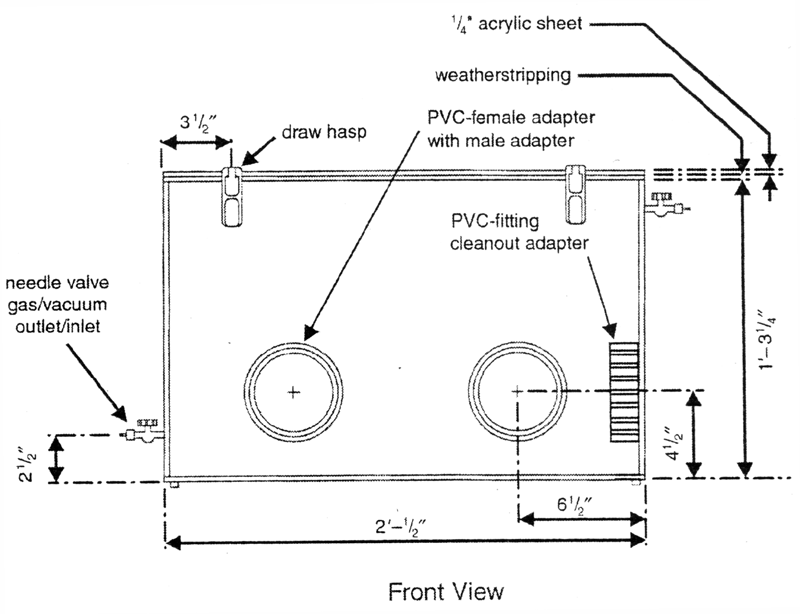 1/4" acrylic sheet
weatherstripping
3 1/2"
draw hasp
PVC-female adapter
with male adapter
PVC-fitting
cleanout adapter
needle valve
gas/vacuum
outlet/inlet
1'–3 1/4"
2 1/2"
4 1/2"
6 1/2"
2'–1/2"
Front View